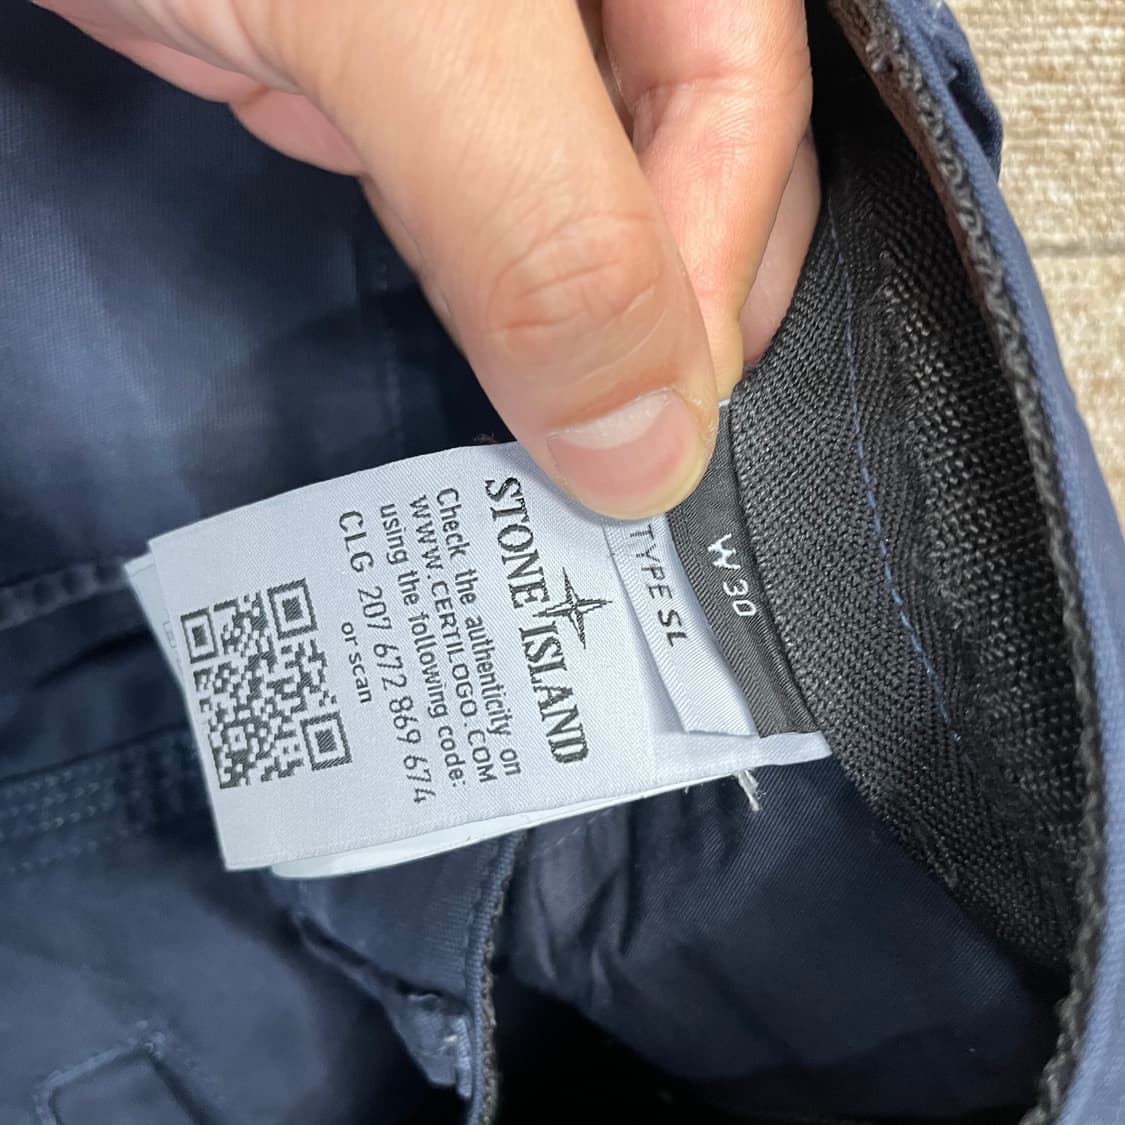 W30
TYPE SL
STONE ISLAND
Check the authenticity on
WWW.CERTILOGO.COM
using the following code:
CLG 207 672 869 674
or scan